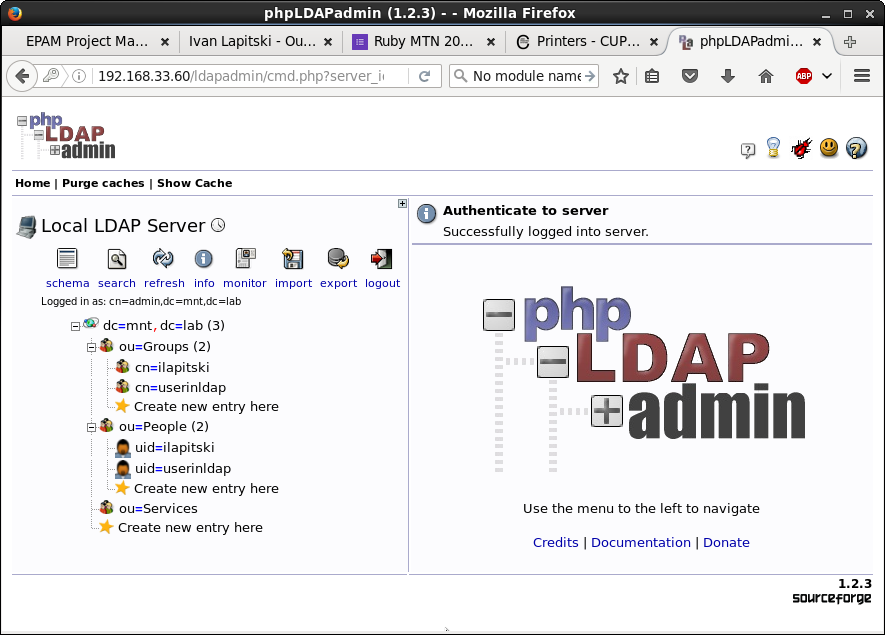 phpLDAPadmin (1.2.3) - - Mozilla Firefox
EPAM Project Ma... Ivan Lapitski - Ou... Ruby MTN 20... Printers - CUP... phpLDAPadmi...
192.168.33.60/ldapadmin/cmd.php?server_i No module name
ABP
php
LDAP
admin
Home | Purge caches | Show Cache
Local LDAP Server
schema search refresh info monitor import export logout
Logged in as: cn=admin,dc=mnt,dc=lab
dc=mnt,dc=lab (3)
ou=Groups (2)
cn=ilapitski
cn=userinldap
Create new entry here
ou=People (2)
uid=ilapitski
uid=userinldap
Create new entry here
ou=Services
Create new entry here
Authenticate to server
Successfully logged into server.
php
LDAP
admin
Use the menu to the left to navigate
Credits | Documentation | Donate
1.2.3
sourceforge